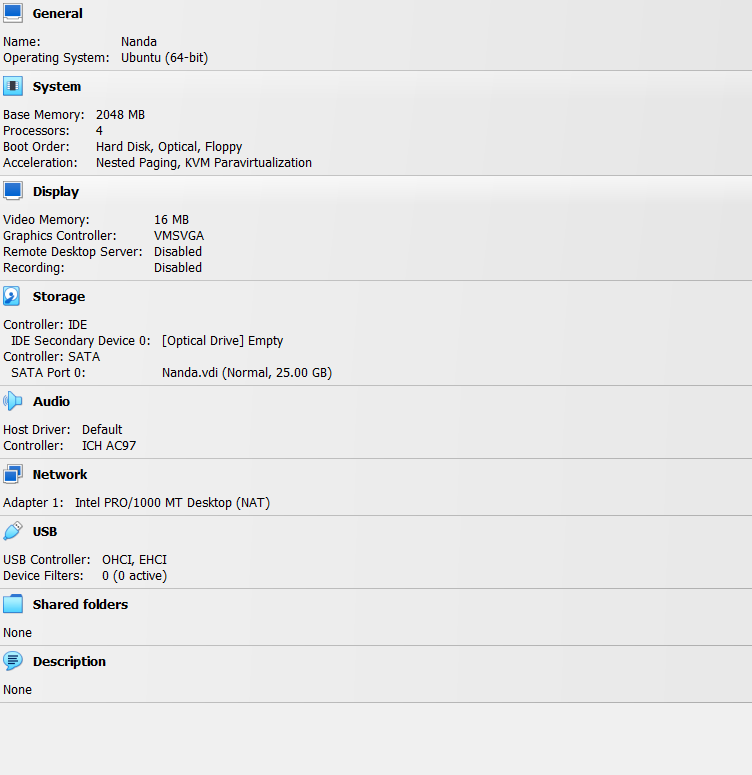 General
Name: Nanda
Operating System: Ubuntu (64-bit)
System
Base Memory: 2048 MB
Processors: 4
Boot Order: Hard Disk, Optical, Floppy
Acceleration: Nested Paging, KVM Paravirtualization
Display
Video Memory: 16 MB
Graphics Controller: VMSVGA
Remote Desktop Server: Disabled
Recording: Disabled
Storage
Controller: IDE
IDE Secondary Device 0: [Optical Drive] Empty
Controller: SATA
SATA Port 0: Nanda.vdi (Normal, 25.00 GB)
Audio
Host Driver: Default
Controller: ICH AC97
Network
Adapter 1: Intel PRO/1000 MT Desktop (NAT)
USB
USB Controller: OHCI, EHCI
Device Filters: 0 (0 active)
Shared folders
None
Description
None